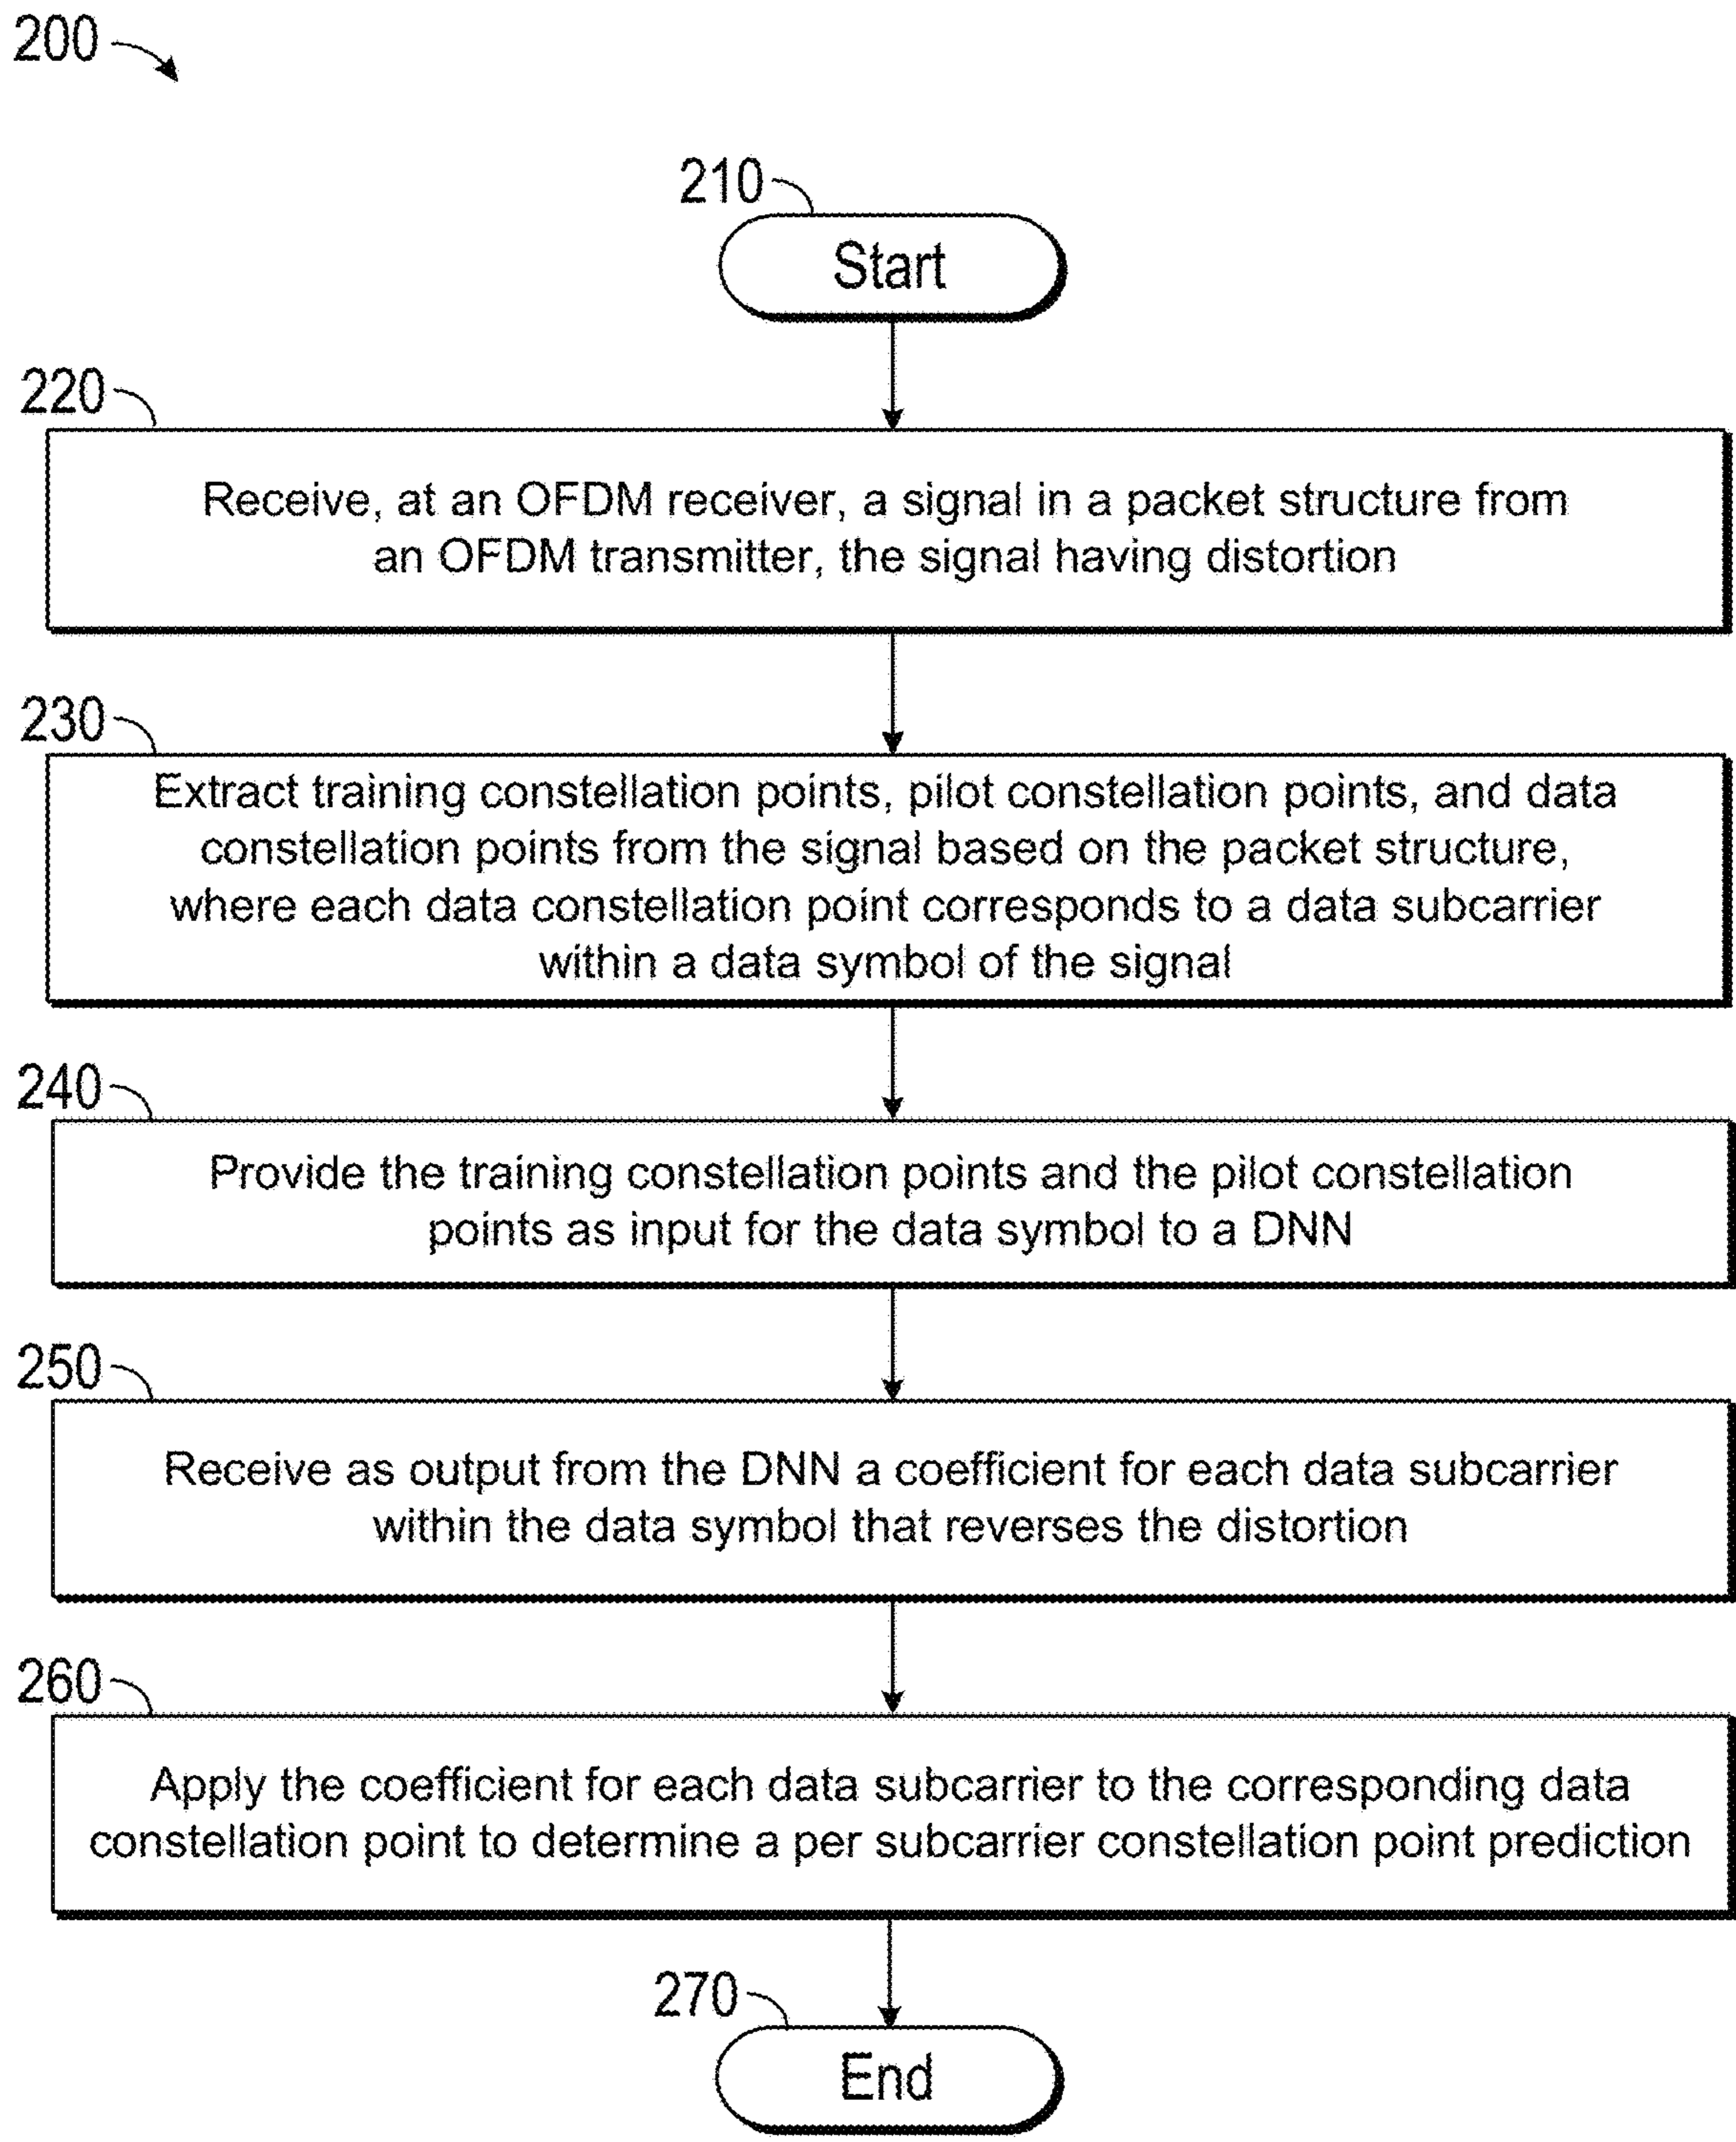 200
210
Start
220
Receive, at an OFDM receiver, a signal in a packet structure from
an OFDM transmitter, the signal having distortion
230
Extract training constellation points, pilot constellation points, and data
constellation points from the signal based on the packet structure,
where each data constellation point corresponds to a data subcarrier
within a data symbol of the signal
240
Provide the training constellation points and the pilot constellation
points as input for the data symbol to a DNN
250
Receive as output from the DNN a coefficient for each data subcarrier
within the data symbol that reverses the distortion
260
Apply the coefficient for each data subcarrier to the corresponding data
constellation point to determine a per subcarrier constellation point prediction
270
End